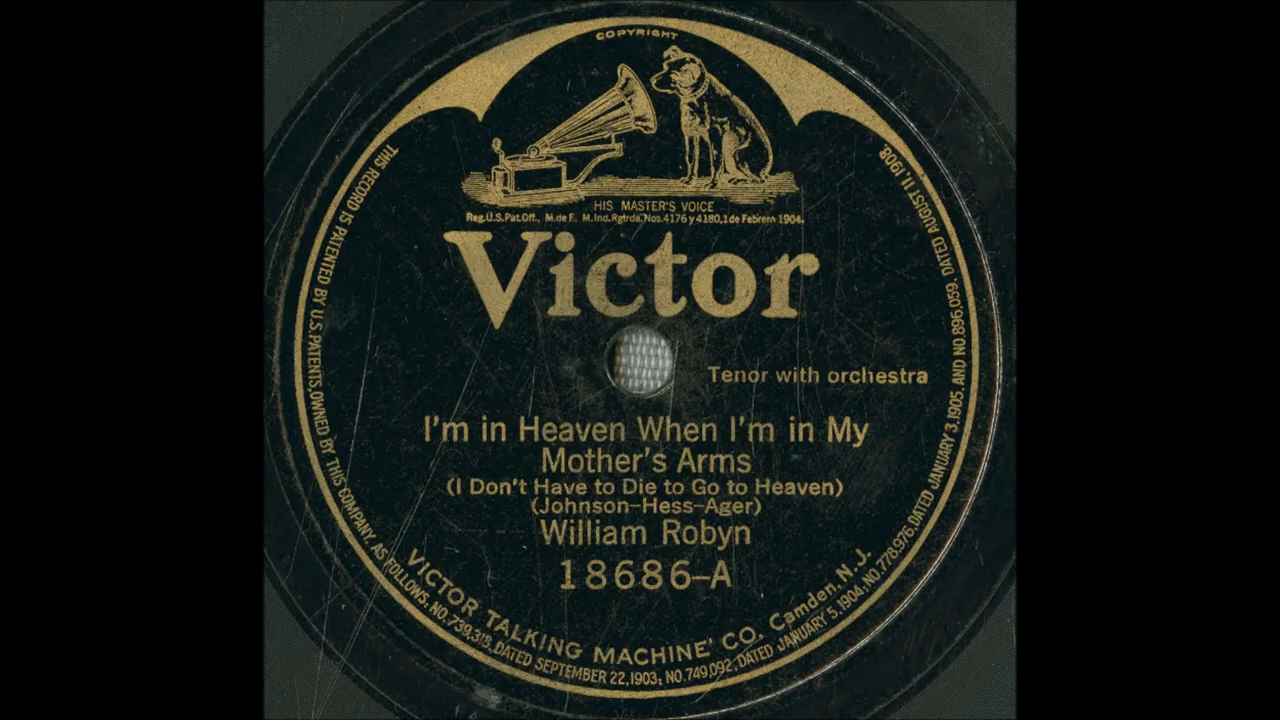 COPYRIGHT
HIS MASTER'S VOICE
Reg.U.S.Pat.Off., M.de F. M.Ind.Rgtrda.Nos.4176 y 4180,1 de Febrero 1904.
Victor
Tenor with orchestra
I'm in Heaven When I'm in My
Mother's Arms
(I Don't Have to Die to Go to Heaven)
(Johnson-Hess-Ager)
William Robyn
18686-A
VICTOR TALKING MACHINE CO. Camden, N.J.
THIS RECORD IS PATENTED BY U.S. PATENTS, OWNED BY THIS COMPANY, AS FOLLOWS: NO.739,318, DATED SEPTEMBER 22,1903; NO.749,092, DATED JANUARY 5,1904; NO.778,976, DATED JANUARY 3,1905, AND NO.896,059, DATED AUGUST 11, 1908.